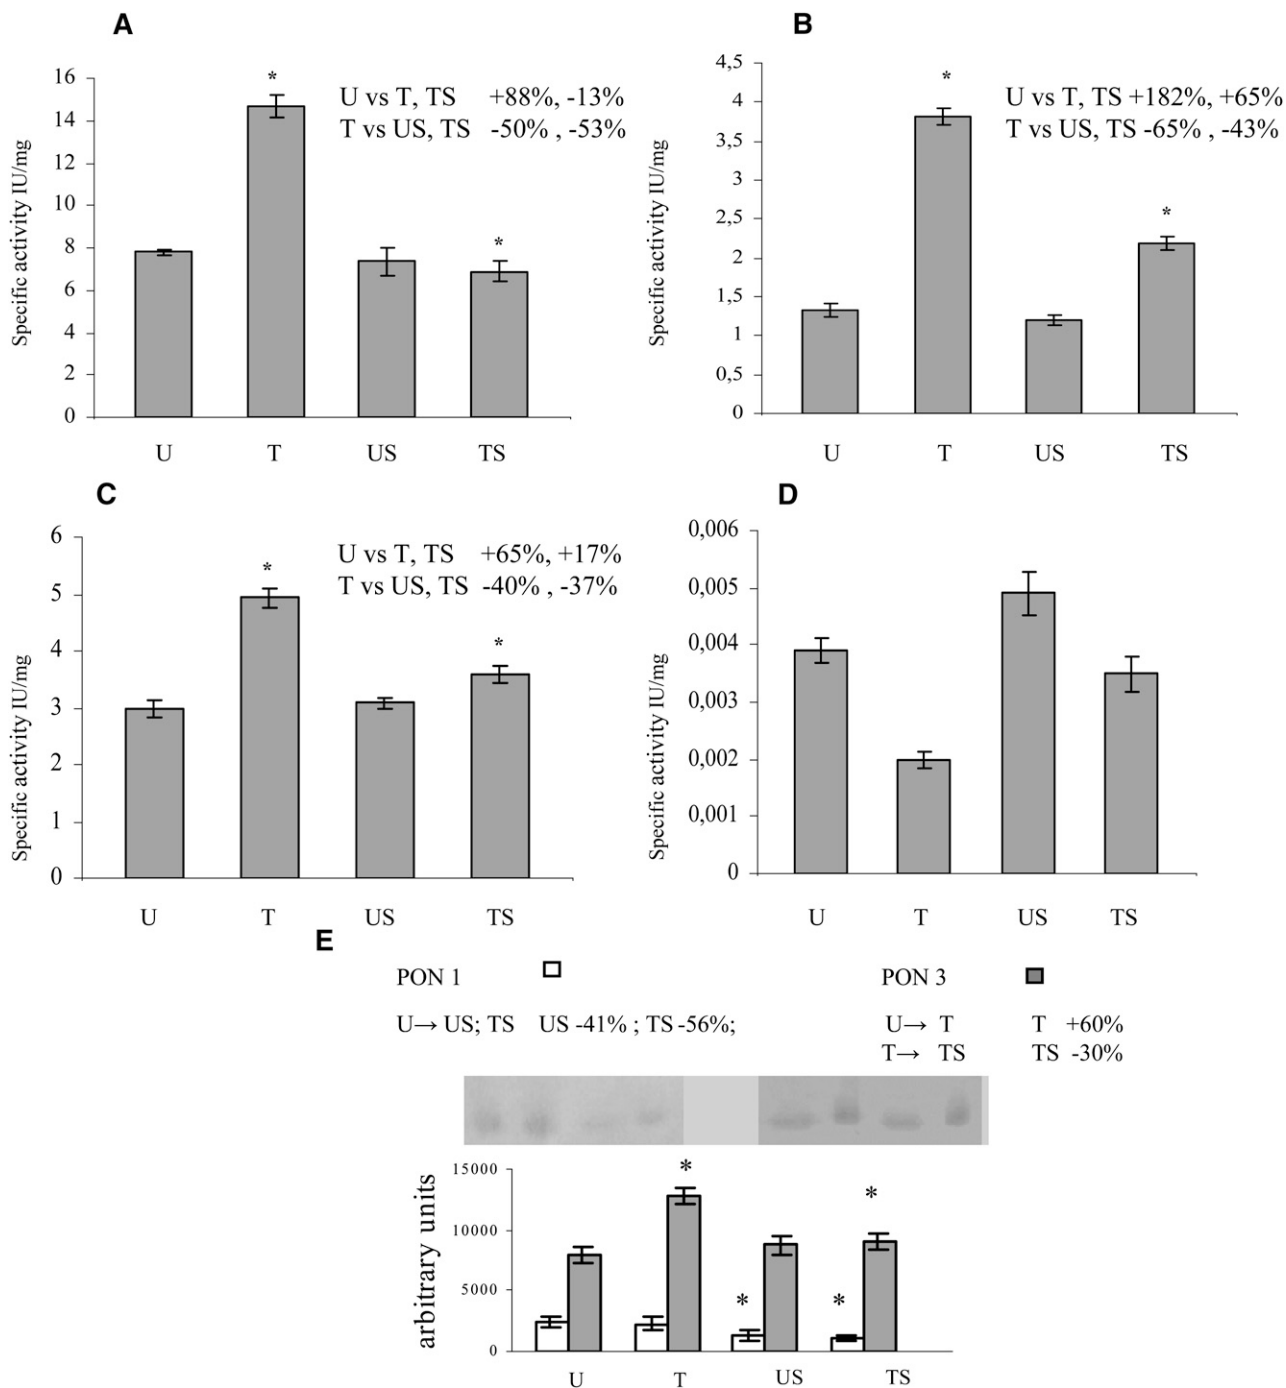 A
Specific activity IU/mg
16
14
12
10
8
6
4
2
0
*
*
U vs T, TS +88%, -13%
T vs US, TS -50% , -53%
U T US TS
B
Specific activity IU/mg
4,5
4
3,5
3
2,5
2
1,5
1
0,5
0
*
*
U vs T, TS +182%, +65%
T vs US, TS -65% , -43%
U T US TS
C
Specific activity IU/mg
6
5
4
3
2
1
0
*
*
U vs T, TS +65%, +17%
T vs US, TS -40% , -37%
U T US TS
D
Specific activity IU/mg
0,006
0,005
0,004
0,003
0,002
0,001
0
U T US TS
E
PON 1 PON 3
U→ US; TS US -41% ; TS -56%; U→ T T +60%
T→ TS TS -30%
arbitrary units
15000
10000
5000
0
*
*
*
*
U T US TS